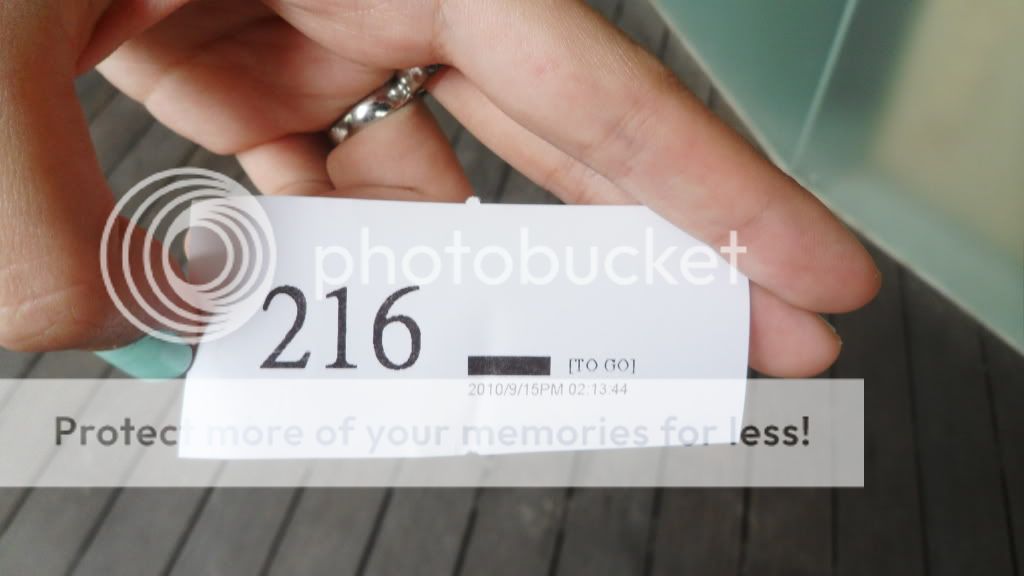 photobucket
216
[TO GO]
2010/9/15PM 02:13:44
Protect more of your memories for less!